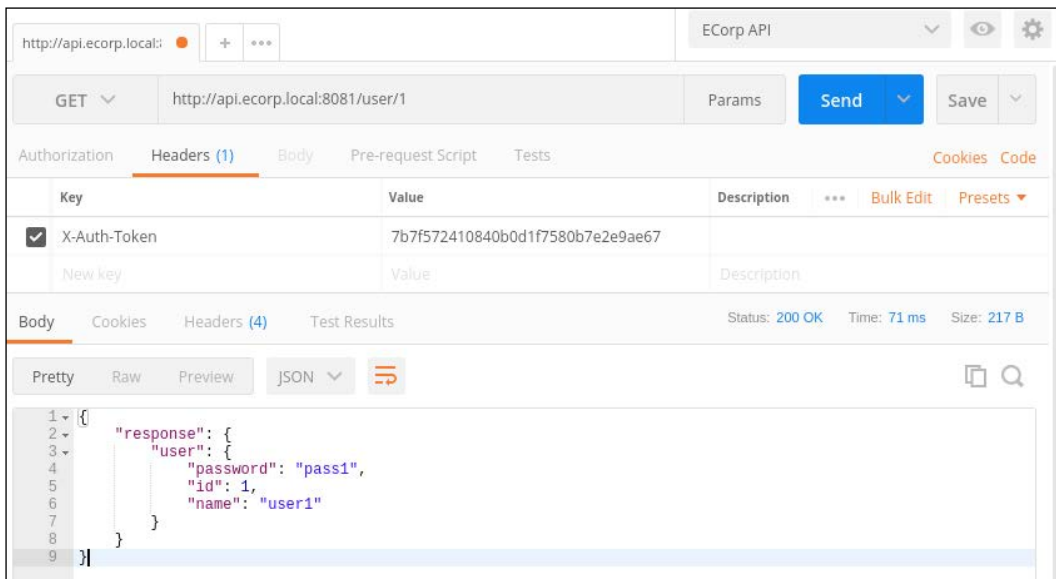 http://api.ecorp.local:8 + ••• ECorp API
GET http://api.ecorp.local:8081/user/1 Params Send Save
Authorization Headers (1) Body Pre-request Script Tests Cookies Code
Key Value Description ••• Bulk Edit Presets
X-Auth-Token 7b7f572410840b0d1f7580b7e2e9ae67
New key Value Description
Body Cookies Headers (4) Test Results Status: 200 OK Time: 71 ms Size: 217 B
Pretty Raw Preview JSON
1 {
2 "response": {
3 "user": {
4 "password": "pass1",
5 "id": 1,
6 "name": "user1"
7 }
8 }
9 }